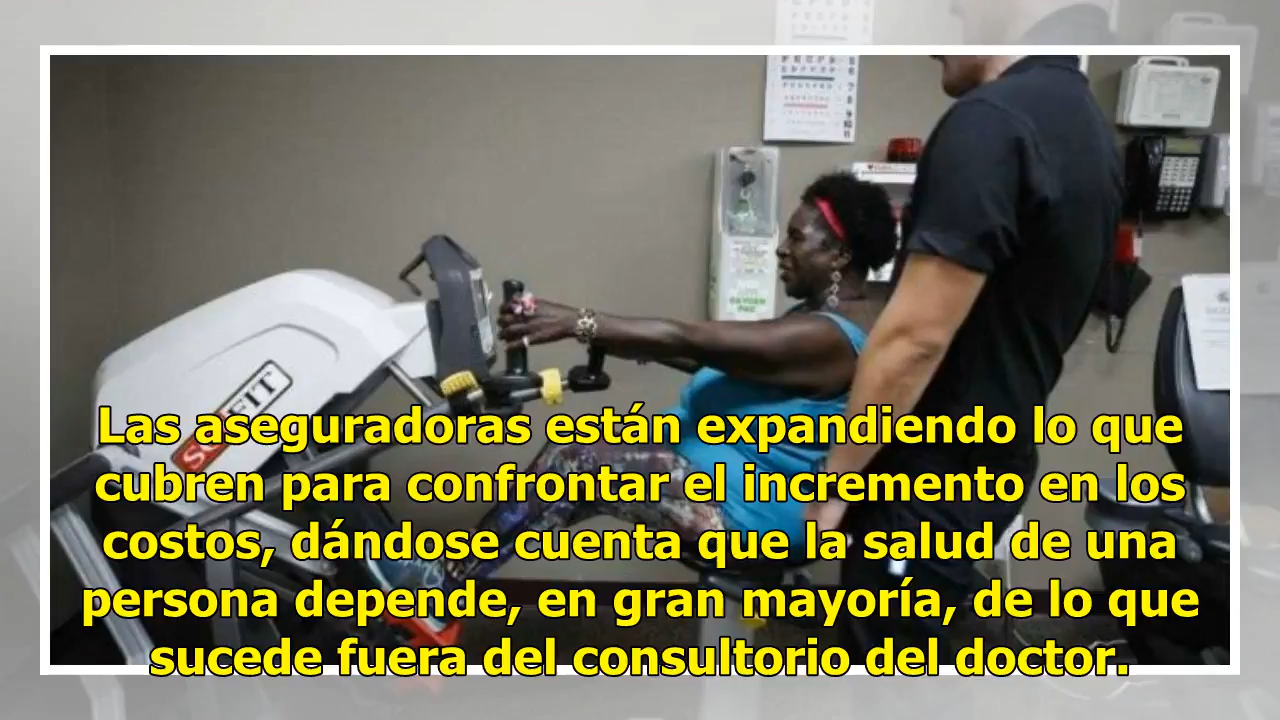 Las aseguradoras están expandiendo lo que
cubren para confrontar el incremento en los
costos, dándose cuenta que la salud de una
persona depende, en gran mayoría, de lo que
sucede fuera del consultorio del doctor.